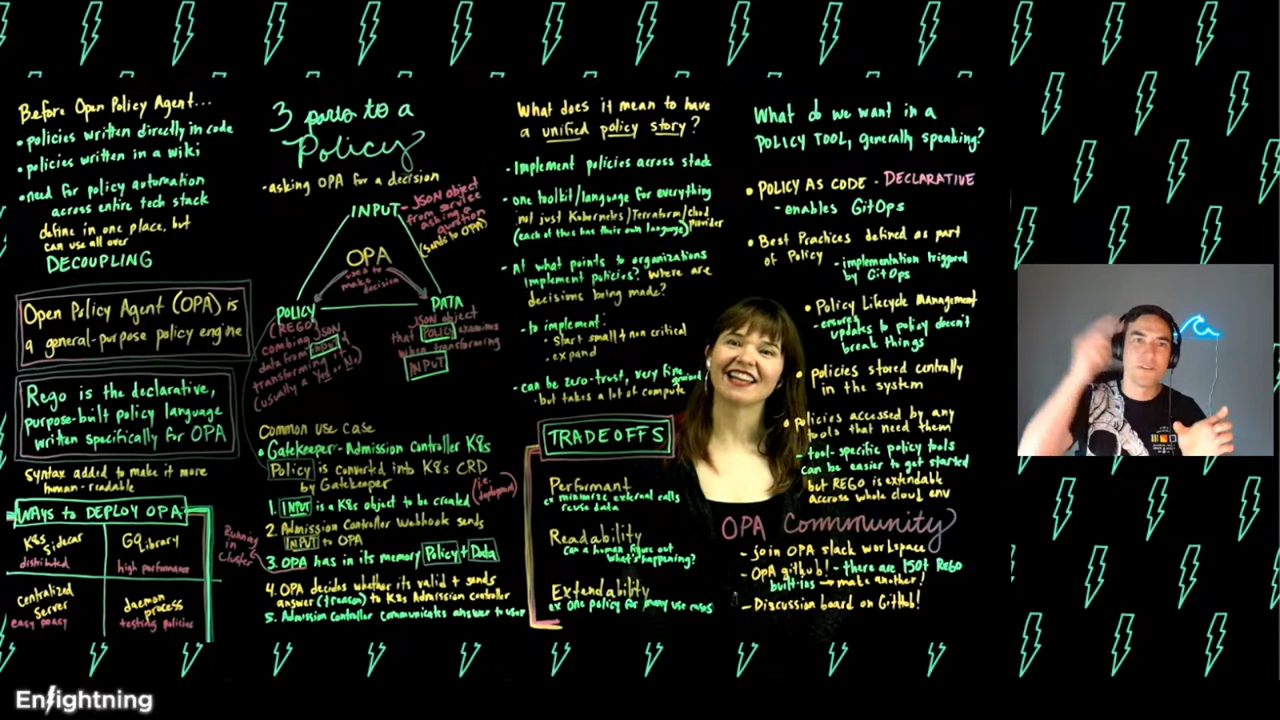 Before Open Policy Agent...
• policies written directly in code
• policies written in a wiki
• need for policy automation
across entire tech stack
define in one place, but
can use all over
DECOUPLING
Open Policy Agent (OPA) is
a general-purpose policy engine
Rego is the declarative,
purpose-built policy language
written specifically for OPA
syntax added to make it more
human-readable
WAYS to DEPLOY OPA
K8s sidecar
distributed
GO library
high performance
centralized
server
easy
daemon
process
testing policies
3 parts to a
Policy
- asking OPA for a decision
INPUT
- JSON object
from service
asking a
question
(sends to OPA)
OPA
uses to
make
decision
POLICY
(REGO)
combining JSON
data from INPUT +
transforming it
(usually a Yes or No)
DATA
JSON object
that POLICY examines
when transforming
INPUT
Common use Case
• Gatekeeper - Admission Controller K8s
Policy is converted into K8s CRD
by Gatekeeper
1. INPUT is a K8s object to be created (i.e. deployment)
2. Admission Controller Webhook sends
INPUT to OPA
Running
in
Cluster
3. OPA has in its memory Policy + Data
4. OPA decides whether its valid + sends
answer (+reason) to K8s Admission Controller
5. Admission Controller communicates answer to user
What does it mean to have
a unified policy story?
- Implement policies across stack
- one toolkit/language for everything
not just Kubernetes/Terraform/cloud provider
(each of this has their own language)
- At what points to organizations
implement policies? Where are
decisions being made?
- to implement:
• start small + non critical
• expand
- can be zero-trust, very fine grained
- but takes a lot of compute
TRADEOFFS
Performant
ex minimize external calls
reuse data
Readability
Can a human figure out
what's happening?
Extendability
ex One policy for many use cases
What do we want in a
POLICY TOOL, generally speaking?
• POLICY AS CODE - DECLARATIVE
- enables GitOps
• Best Practices defined as part
of Policy
- implementation triggered
by GitOps
• Policy Lifecycle Management
- ensures
updates to policy doesn't
break things
• policies stored centrally
in the system
• policies accessed by any
tools that need them
- tool-specific policy tools
can be easier to get started
but REGO is extendable
accross whole cloud env
OPA Community
- Join OPA slack workspace
- OPA github! - there are 150+ REGO
built-ins → make another!
- Discussion board on GitHub!
Enlightning